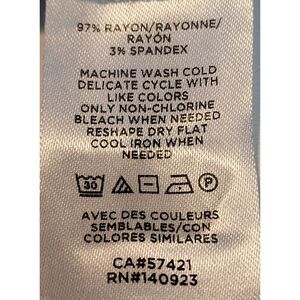 97% RAYON/RAYONNE/
RAYÓN
3% SPANDEX
MACHINE WASH COLD
DELICATE CYCLE WITH
LIKE COLORS
ONLY NON-CHLORINE
BLEACH WHEN NEEDED
RESHAPE DRY FLAT
COOL IRON WHEN
NEEDED
30 P
AVEC DES COULEURS
SEMBLABLES/CON
COLORES SIMILARES
CA#57421
RN#140923